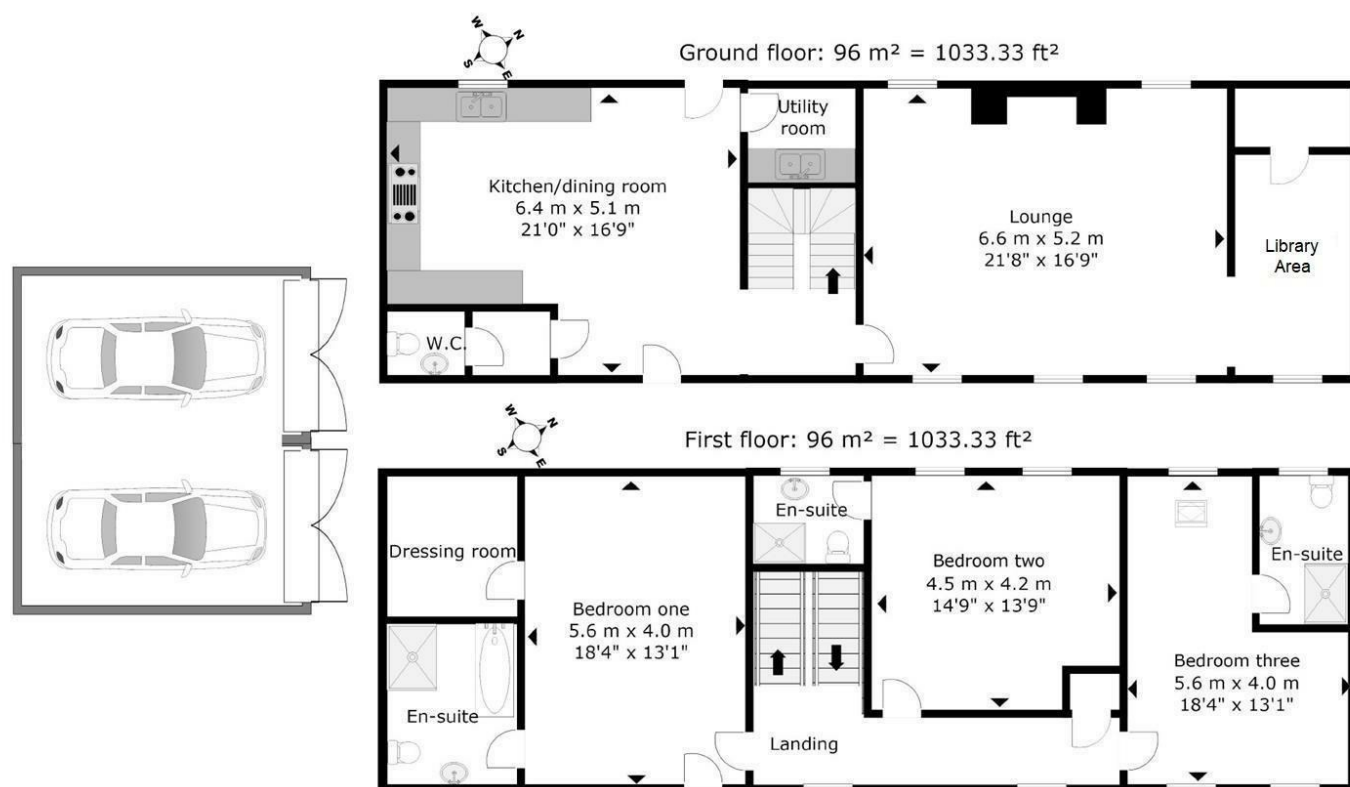 W
N
S
E
Ground floor: 96 m² = 1033.33 ft²
Utility
room
Kitchen/dining room
6.4 m x 5.1 m
21'0" x 16'9"
Lounge
6.6 m x 5.2 m
21'8" x 16'9"
Library
Area
W.C.
W
N
S
E
First floor: 96 m² = 1033.33 ft²
En-suite
Dressing room
Bedroom two
4.5 m x 4.2 m
14'9" x 13'9"
En-suite
Bedroom one
5.6 m x 4.0 m
18'4" x 13'1"
Bedroom three
5.6 m x 4.0 m
18'4" x 13'1"
En-suite
Landing